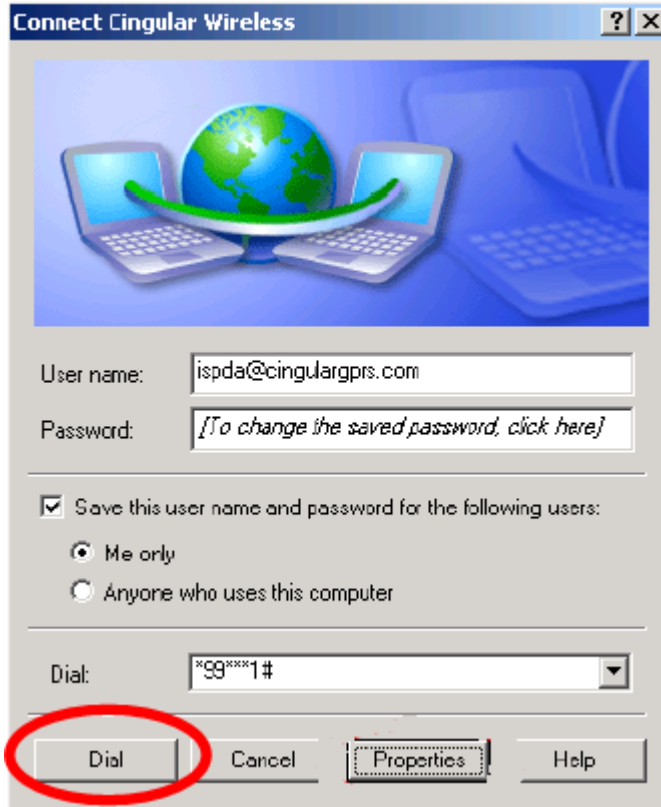 Connect Cingular Wireless
User name: ispda@cingulargprs.com
Password: [To change the saved password, click here]
Save this user name and password for the following users:
Me only
Anyone who uses this computer
Dial: *99***1#
Dial Cancel Properties Help